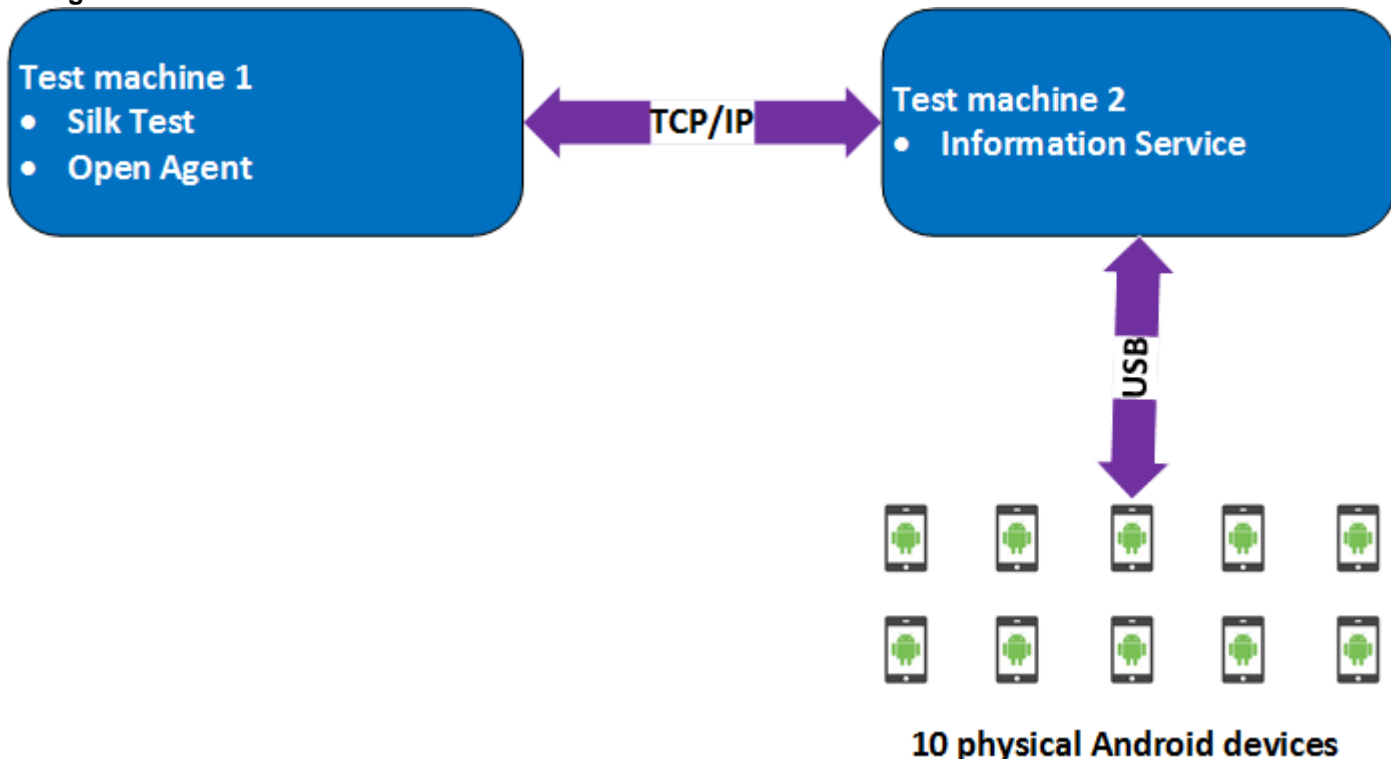 Test machine 1
• Silk Test
• Open Agent
TCP/IP
Test machine 2
• Information Service
USB
10 physical Android devices